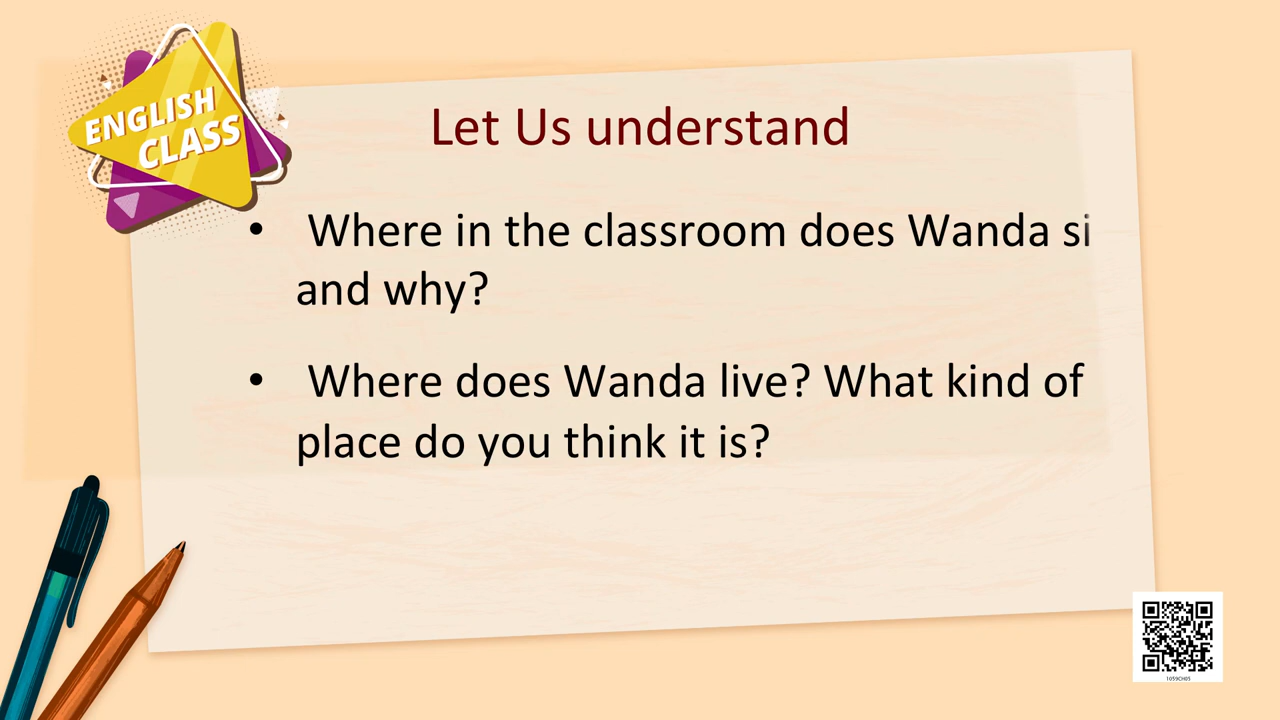 ENGLISH
CLASS
Let Us understand
• Where in the classroom does Wanda si
and why?
• Where does Wanda live? What kind of
place do you think it is?
1059CH05